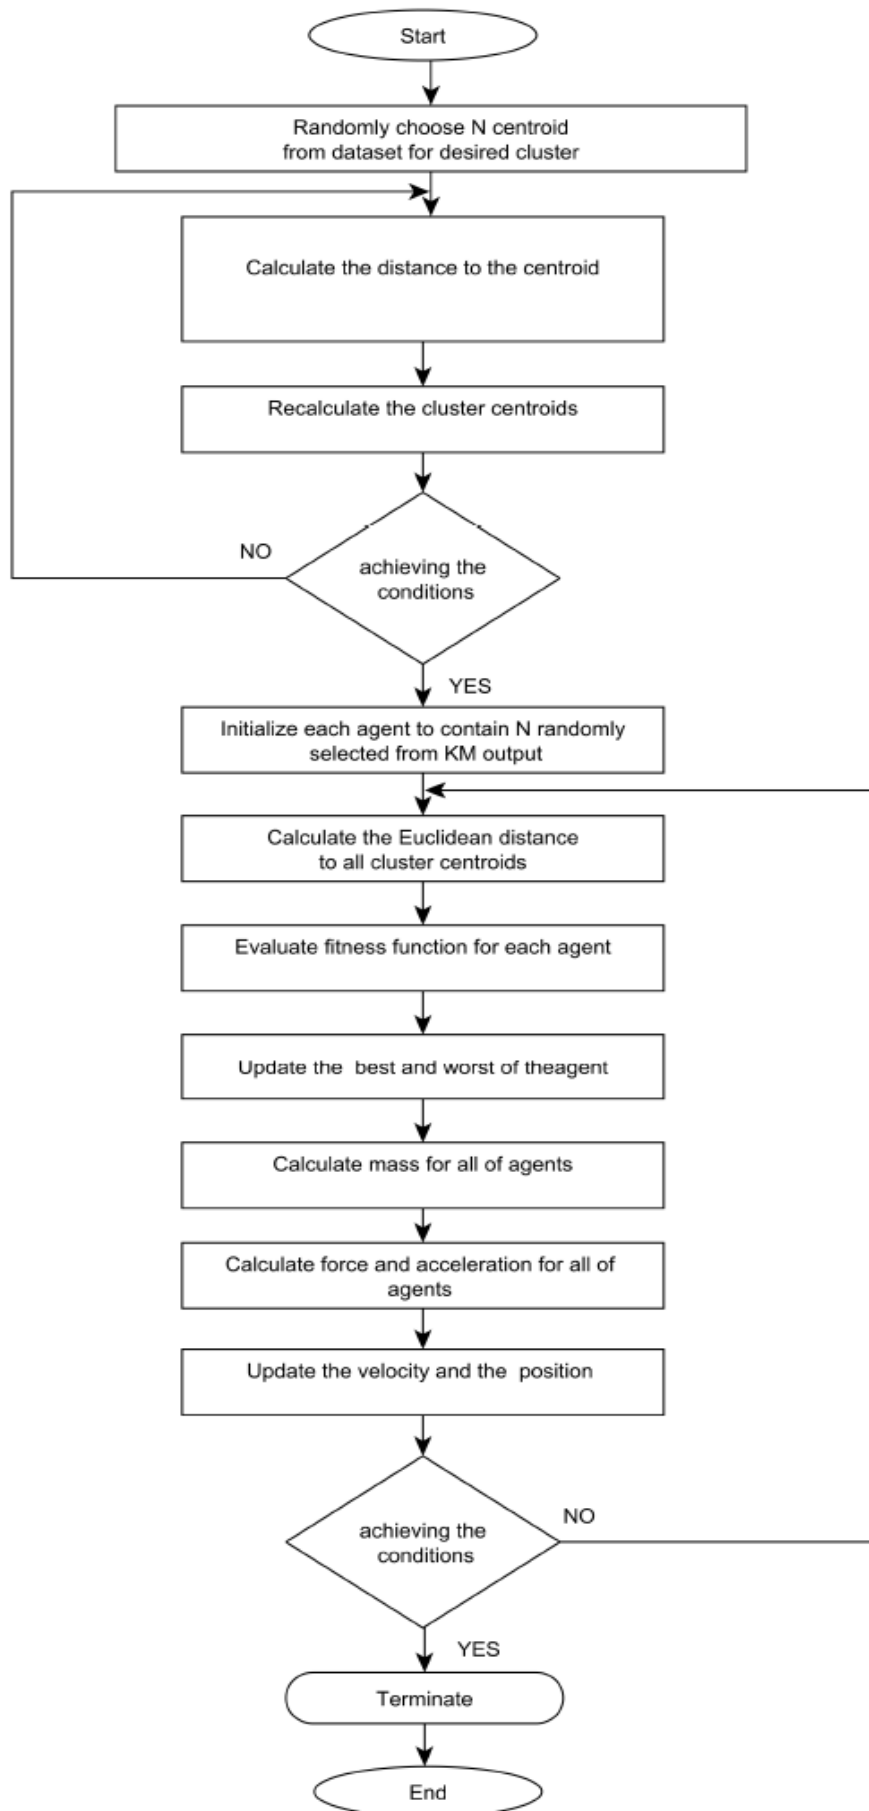 Start
Randomly choose N centroid
from dataset for desired cluster
Calculate the distance to the centroid
Recalculate the cluster centroids
NO
achieving the
conditions
YES
Initialize each agent to contain N randomly
selected from KM output
Calculate the Euclidean distance
to all cluster centroids
Evaluate fitness function for each agent
Update the  best and worst of theagent
Calculate mass for all of agents
Calculate force and acceleration for all of
agents
Update the velocity and the  position
NO
achieving the
conditions
YES
Terminate
End